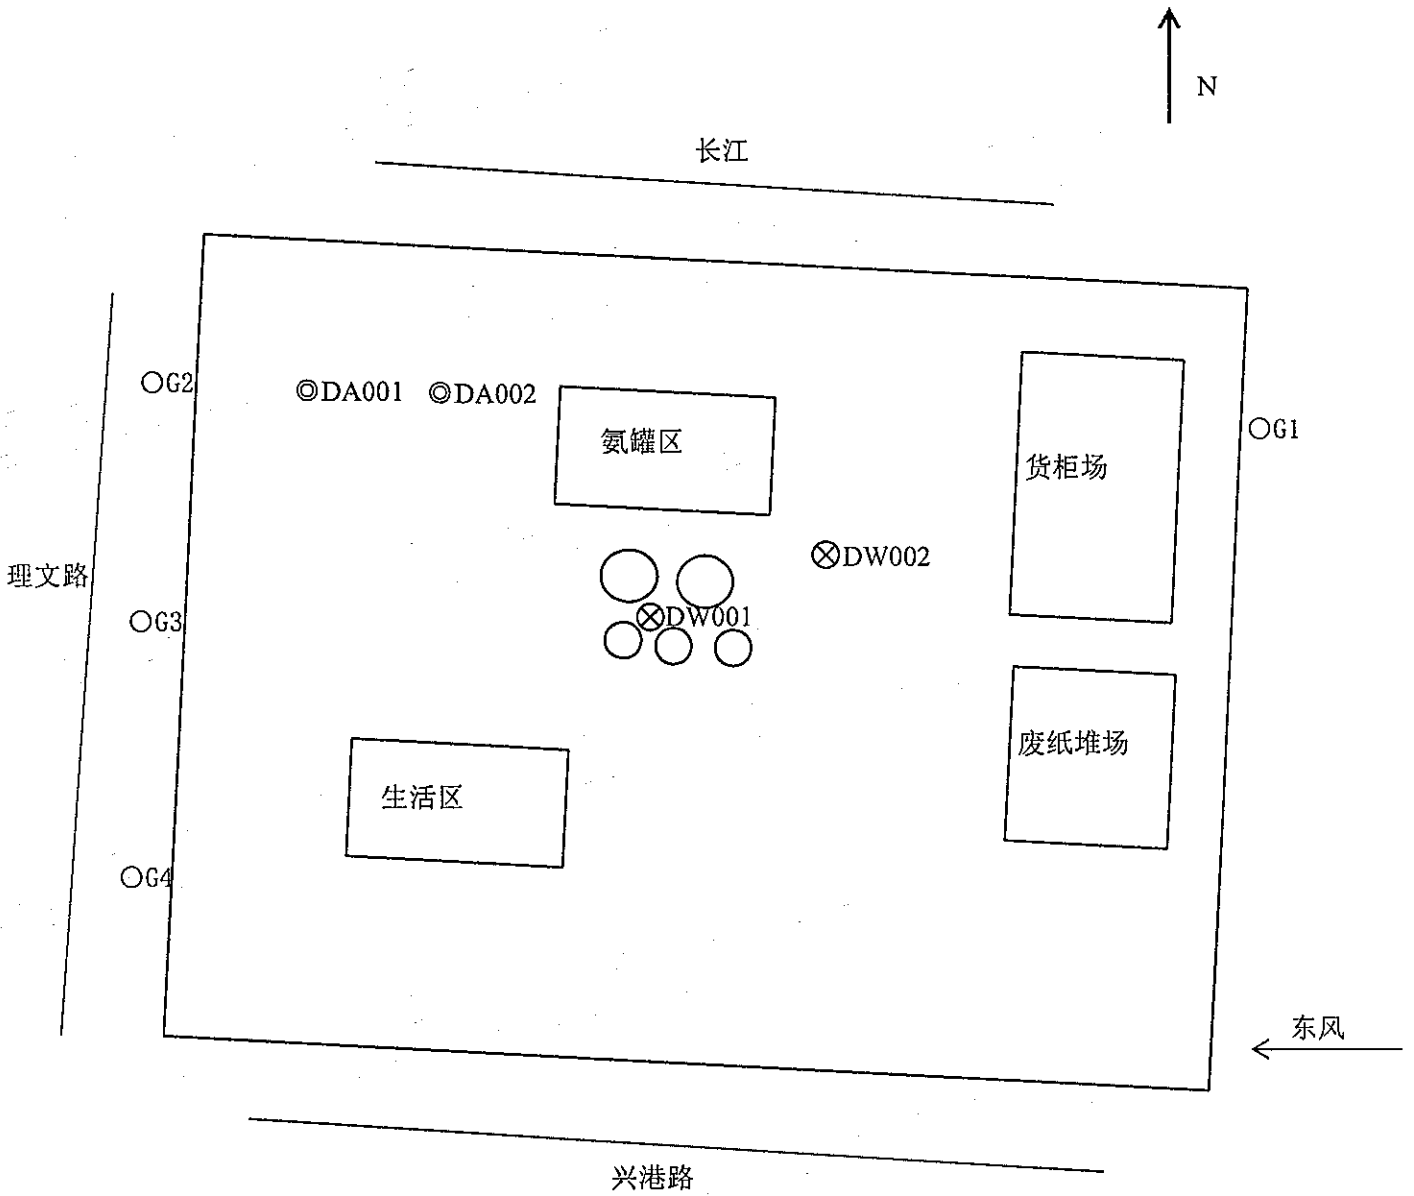 N
长江
○G2
◎DA001
◎DA002
氨罐区
○G1
货柜场
⊗DW002
理文路
○G3
⊗DW001
废纸堆场
生活区
○G4
东风
兴港路